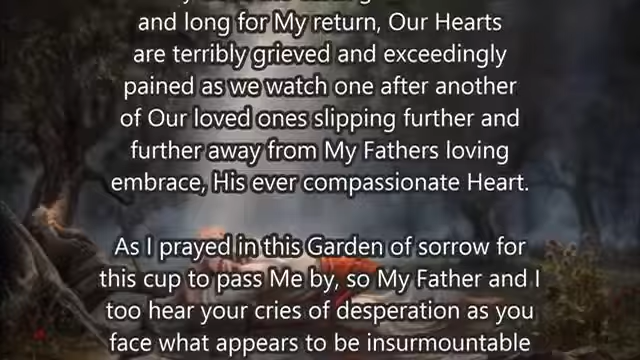 and long for My return, Our Hearts
are terribly grieved and exceedingly
pained as we watch one after another
of Our loved ones slipping further and
further away from My Fathers loving
embrace, His ever compassionate Heart.
As I prayed in this Garden of sorrow for
this cup to pass Me by, so My Father and I
too hear your cries of desperation as you
face what appears to be insurmountable